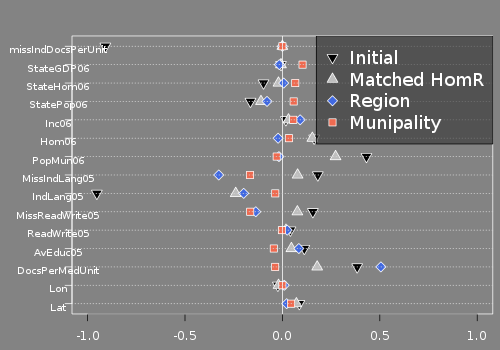 missIndDocsPerUnit
StateGDP06
StateHom06
StatePop06
Inc06
Hom06
PopMun06
MissIndLang05
IndLang05
MissReadWrite05
ReadWrite05
AvEduc05
DocsPerMedUnit
Lon
Lat
Initial
Matched HomR
Region
Munipality
-1.0 -0.5 0.0 0.5 1.0